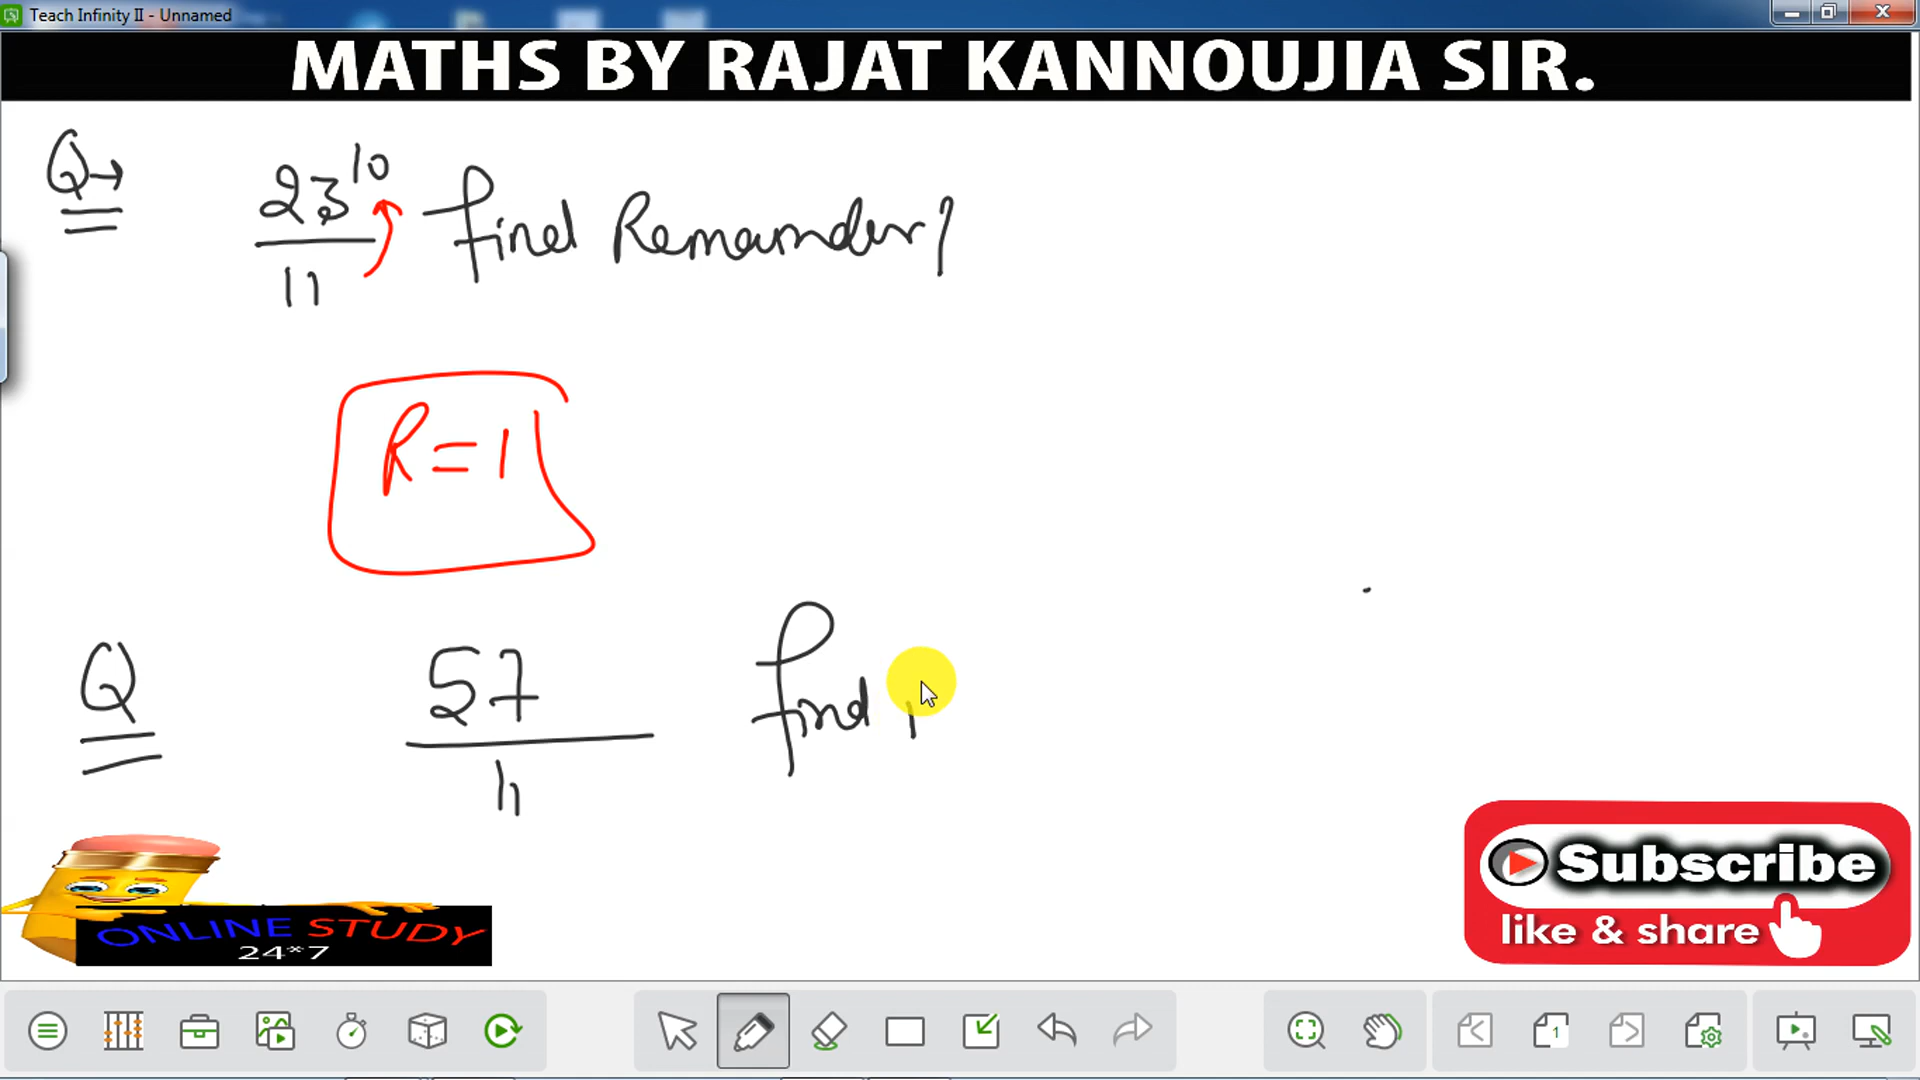 Teach Infinity II - Unnamed
MATHS BY RAJAT KANNOUJIA SIR.
Q→ 23^10 / 11 find Remainder?
R = 1
Q 57 / 11 find
ONLINE STUDY
24*7
Subscribe
like & share
1